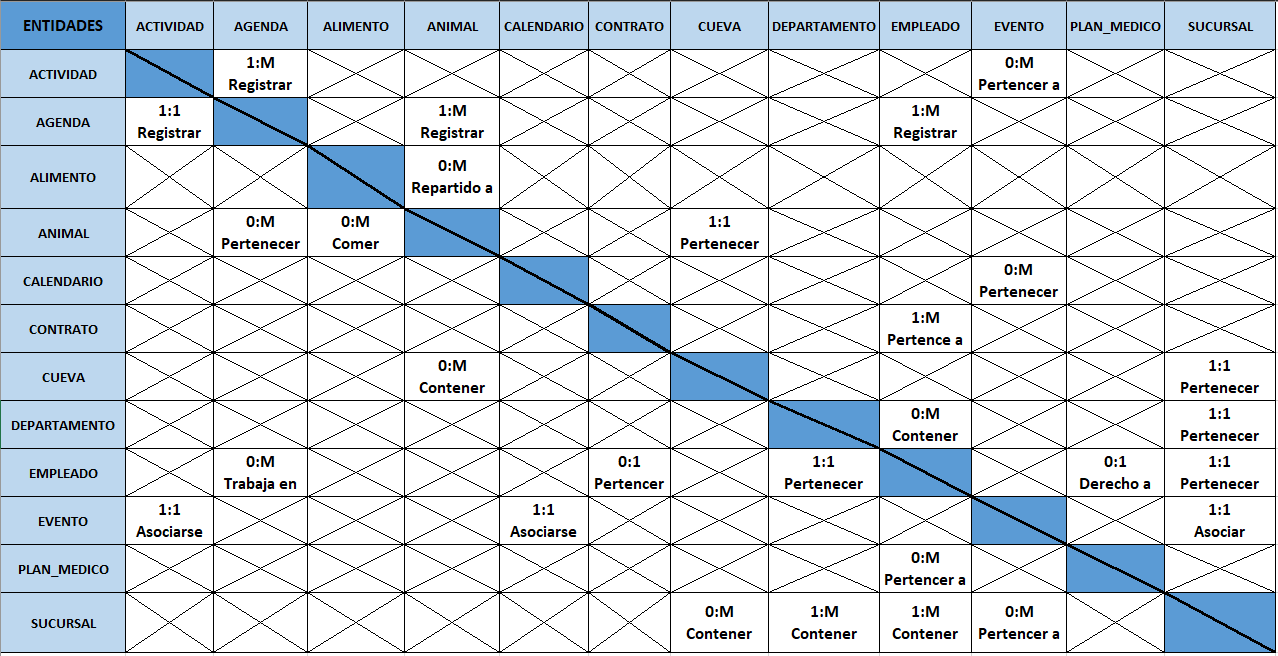 ENTIDADES ACTIVIDAD AGENDA ALIMENTO ANIMAL CALENDARIO CONTRATO CUEVA DEPARTAMENTO EMPLEADO EVENTO PLAN_MEDICO SUCURSAL
ACTIVIDAD
1:M 0:M
Registrar Pertencer a
AGENDA
1:1 1:M 1:M
Registrar Registrar Registrar
ALIMENTO
0:M
Repartido a
ANIMAL
0:M 0:M 1:1
Pertenecer Comer Pertenecer
CALENDARIO
0:M
Pertenecer
CONTRATO
1:M
Pertence a
CUEVA
0:M 1:1
Contener Pertenecer
DEPARTAMENTO
0:M 1:1
Contener Pertenecer
EMPLEADO
0:M 0:1 1:1 0:1 1:1
Trabaja en Pertencer Pertenecer Derecho a Pertenecer
EVENTO
1:1 1:1 1:1
Asociarse Asociarse Asociar
PLAN_MEDICO
0:M
Pertencer a
SUCURSAL
0:M 1:M 1:M 0:M
Contener Contener Contener Pertencer a